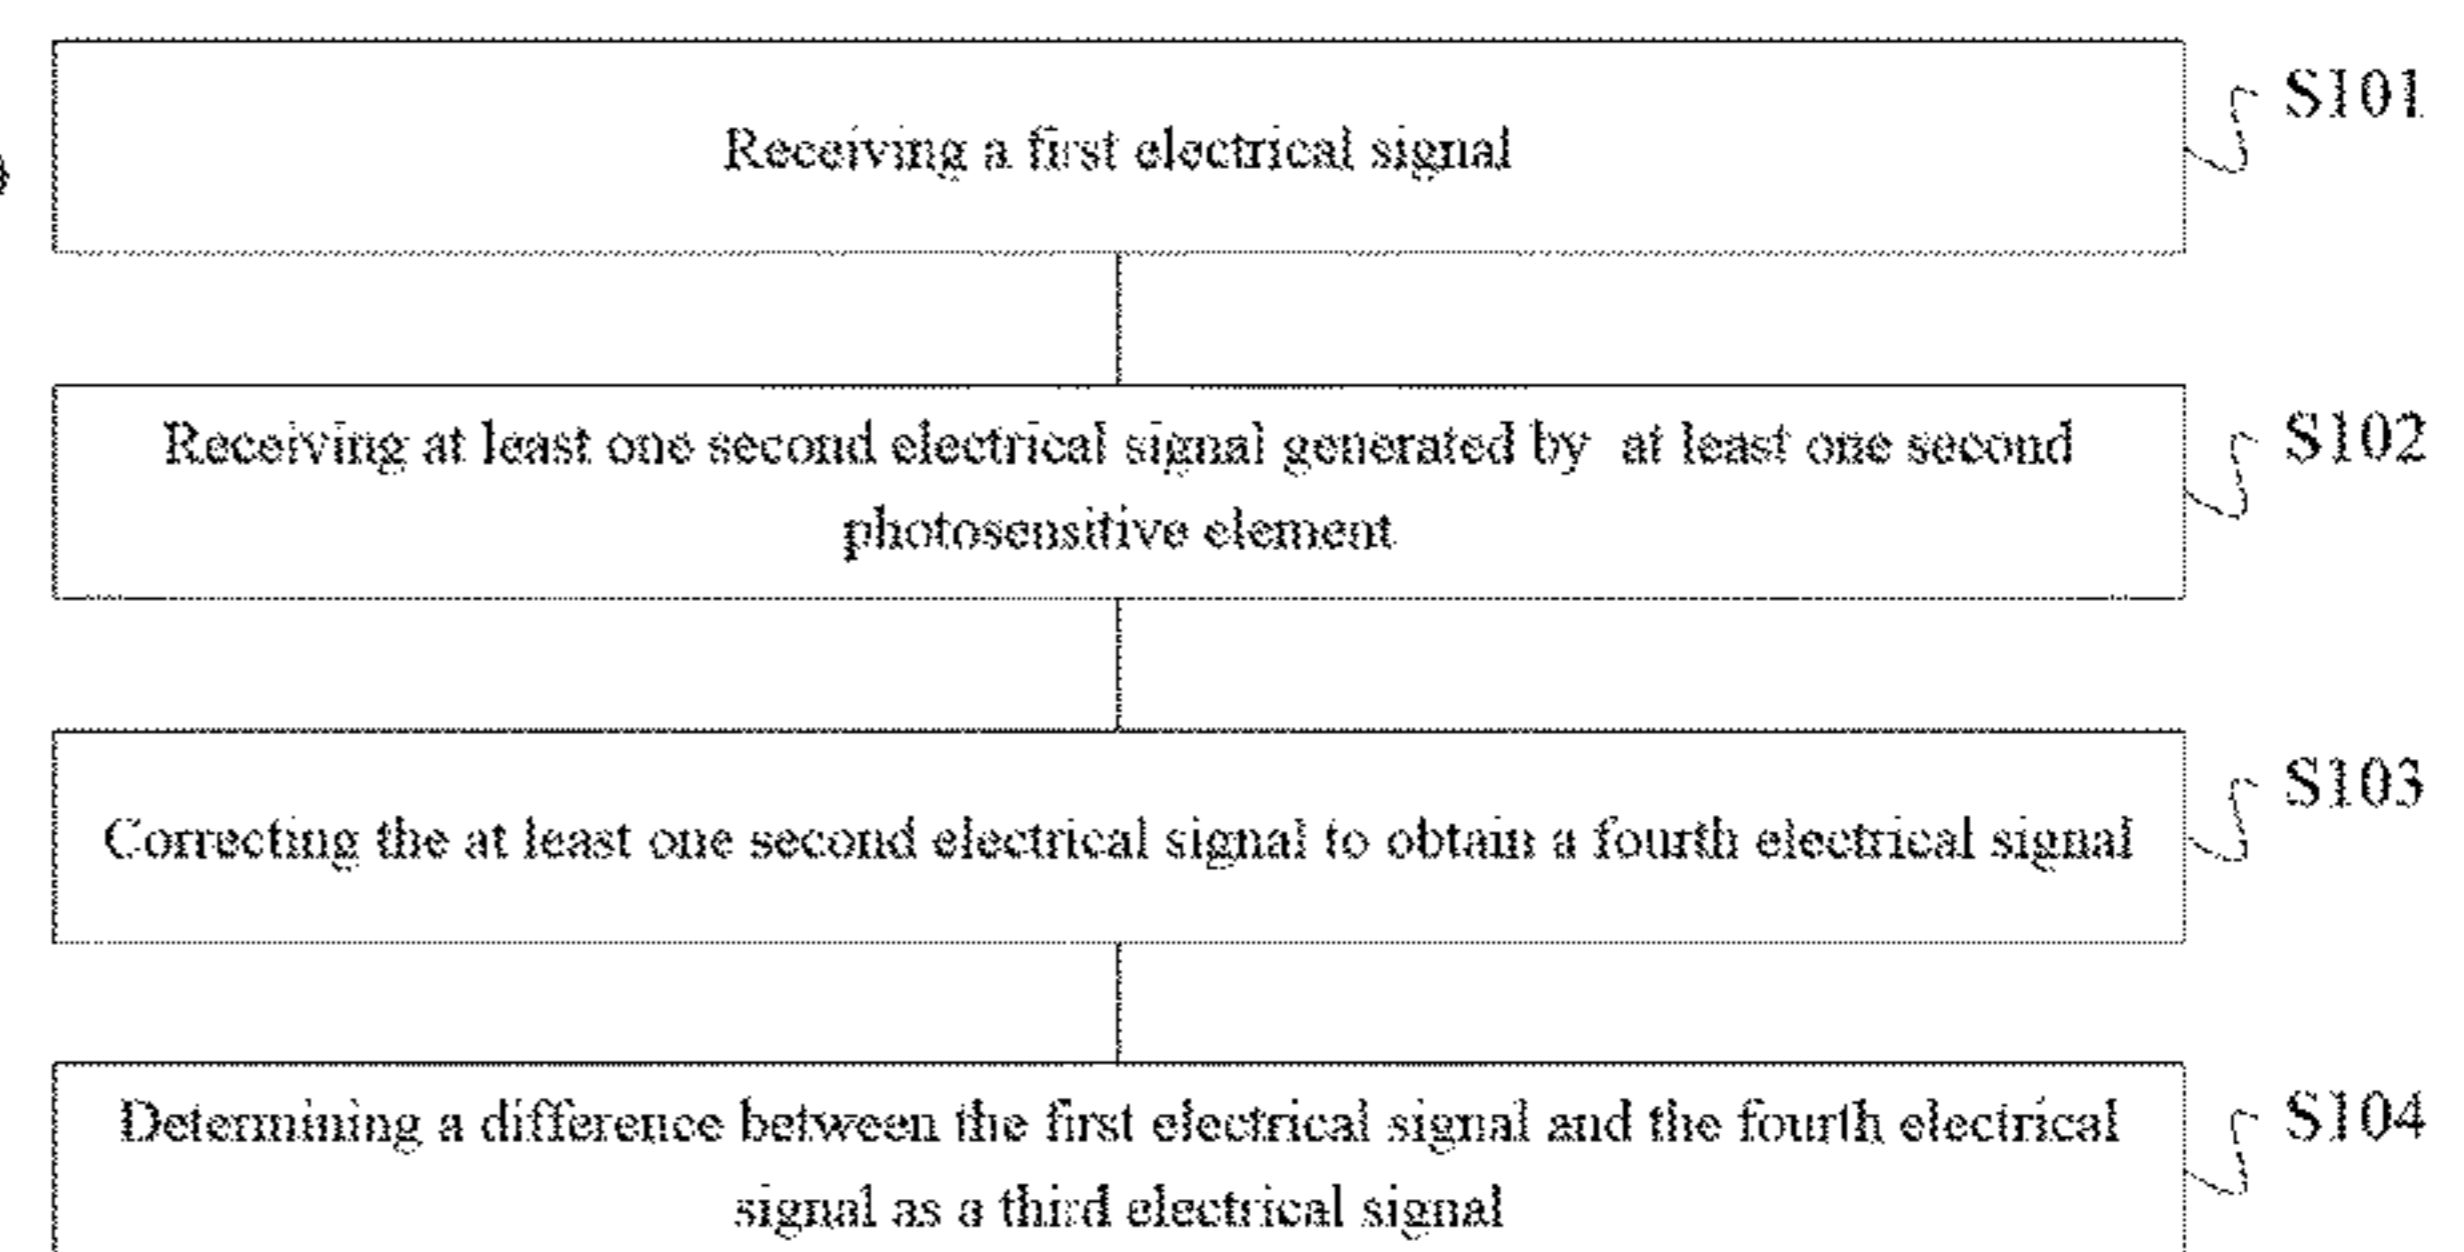 Receiving a first electrical signal
S101
Receiving at least one second electrical signal generated by at least one second
photosensitive element
S102
Correcting the at least one second electrical signal to obtain a fourth electrical signal
S103
Determining a difference between the first electrical signal and the fourth electrical
signal as a third electrical signal
S104